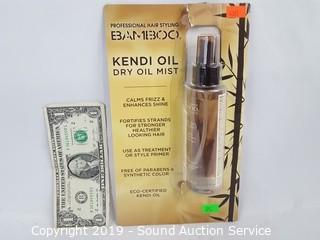 PROFESSIONAL HAIR STYLING
BAMBOO
KENDI OIL
DRY OIL MIST
CALMS FRIZZ &
ENHANCES SHINE
FORTIFIES STRANDS
FOR STRONGER
HEALTHIER
LOOKING HAIR
USE AS TREATMENT
OR STYLE PRIMER
FREE OF PARABENS &
SYNTHETIC COLOR
ECO-CERTIFIED
KENDI OIL
Copyright 2019 - Sound Auction Service